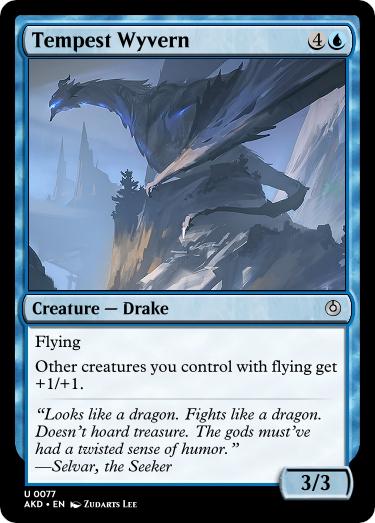 Tempest Wyvern 4
Creature — Drake
Flying
Other creatures you control with flying get
+1/+1.
“Looks like a dragon. Fights like a dragon.
Doesn't hoard treasure. The gods must've
had a twisted sense of humor.”
—Selvar, the Seeker
3/3
U 0077
AKD • EN Zudarts Lee